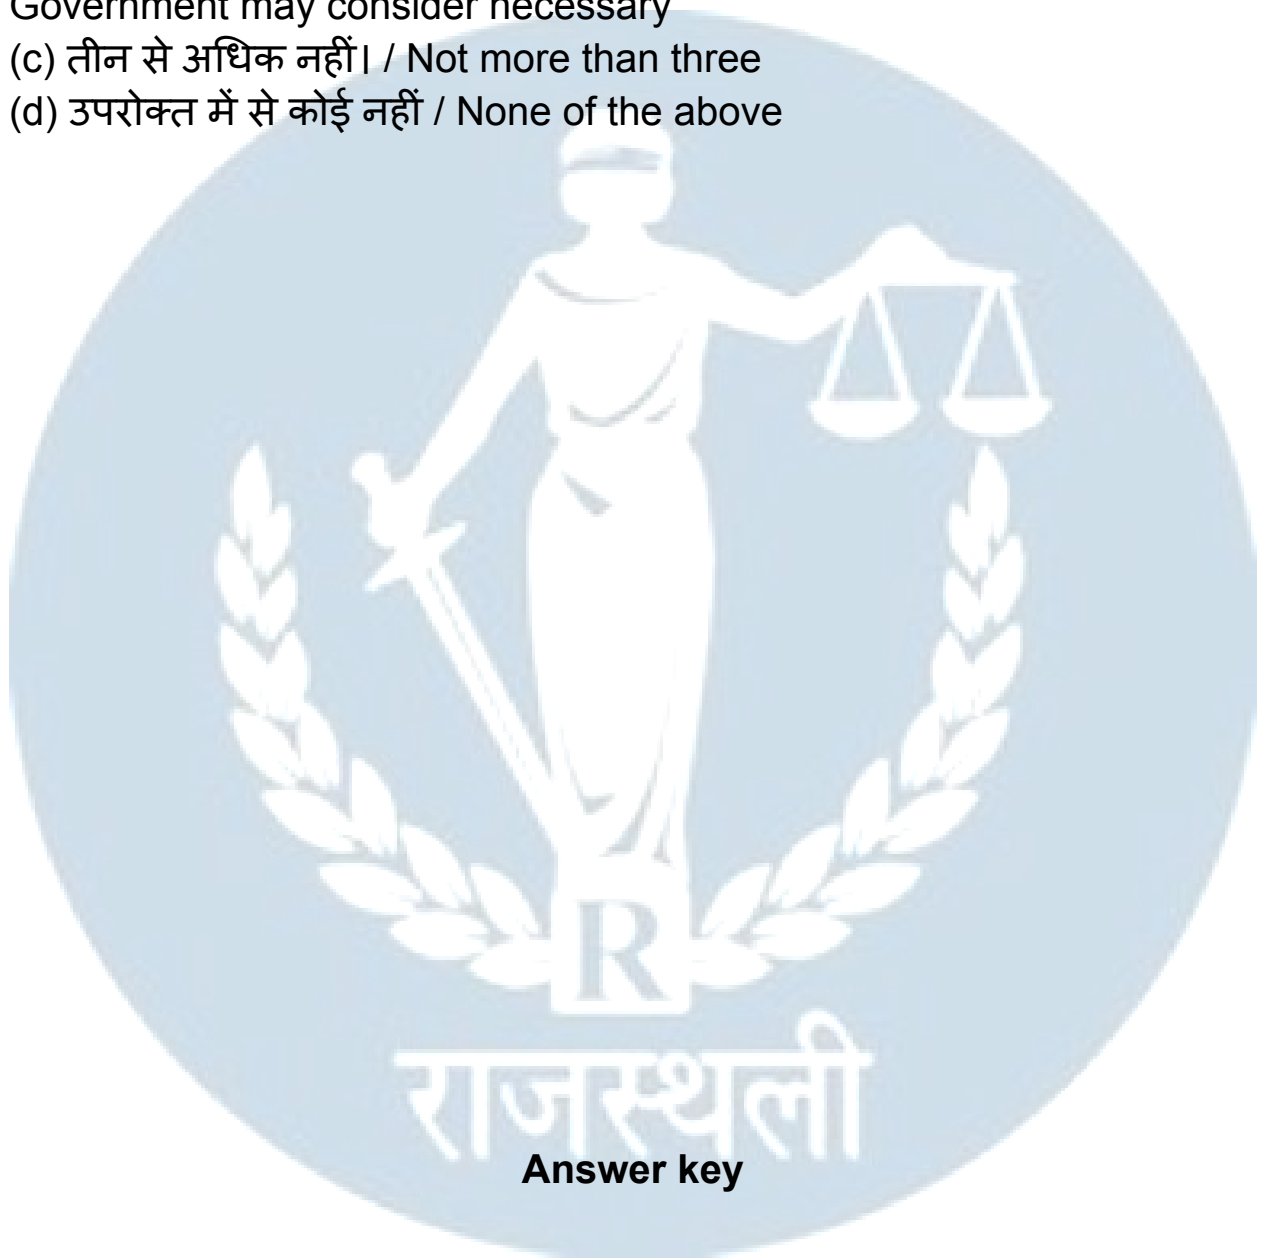 Government may consider necessary
(c) तीन से अधिक नहीं। / Not more than three
(d) उपरोक्त में से कोई नहीं / None of the above
R
राजस्थली
Answer key